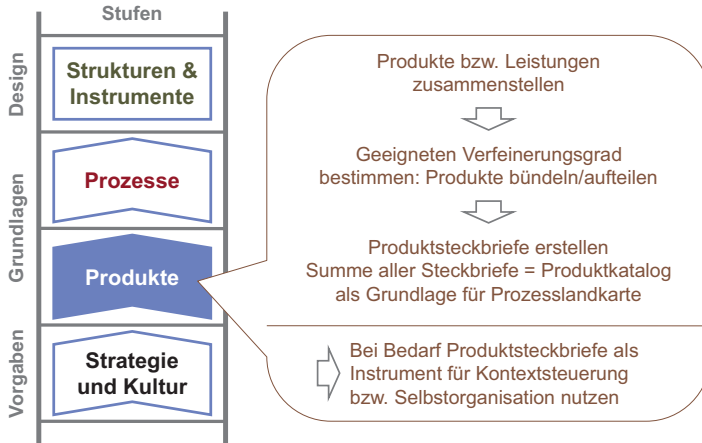 Stufen
Design
Strukturen &
Instrumente
Grundlagen
Prozesse
Produkte
Vorgaben
Strategie
und Kultur
Produkte bzw. Leistungen
zusammenstellen
Geeigneten Verfeinerungsgrad
bestimmen: Produkte bündeln/aufteilen
Produktsteckbriefe erstellen
Summe aller Steckbriefe = Produktkatalog
als Grundlage für Prozesslandkarte
Bei Bedarf Produktsteckbriefe als
Instrument für Kontextsteuerung
bzw. Selbstorganisation nutzen